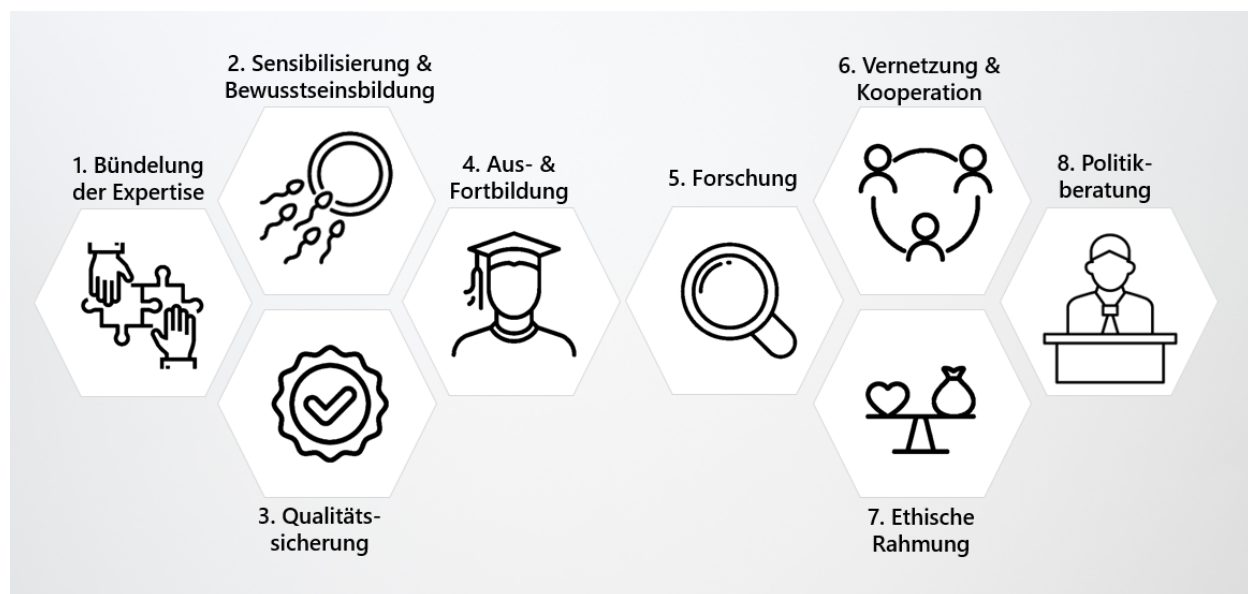 1. Bündelung
der Expertise
2. Sensibilisierung &
Bewusstseinsbildung
3. Qualitäts-
sicherung
4. Aus- &
Fortbildung
5. Forschung
6. Vernetzung &
Kooperation
7. Ethische
Rahmung
8. Politik-
beratung